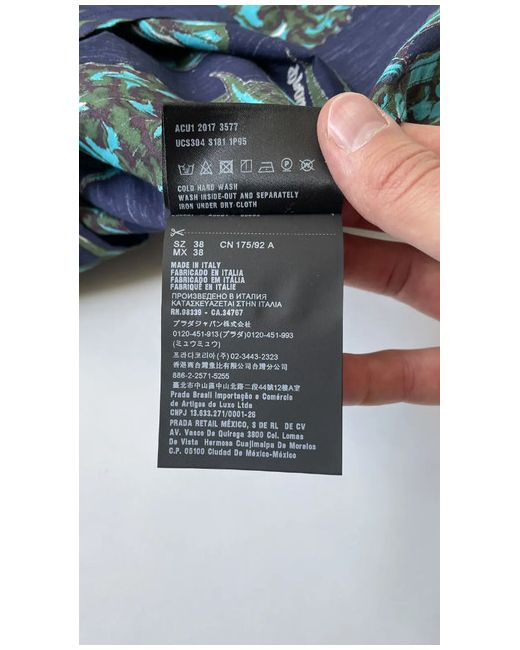 ACU1 2017 3577
UCS304 S181 1P95
COLD HAND WASH
WASH INSIDE-OUT AND SEPARATELY
IRON UNDER DRY CLOTH
SZ 38 CN 175/92 A
MX 38
MADE IN ITALY
FABRICADO EN ITALIA
FABRICADO EM ITÁLIA
FABRIQUÉ EN ITALIE
ПРОИЗВЕДЕНО В ИТАЛИЯ
ΚΑΤΑΣΚΕΥΑΖΕΤΑΙ ΣΤΗΝ ΙΤΑΛΙΑ
RN.98339 - CA.34767
プラダジャパン株式会社
0120-451-913(プラダ)0120-451-993
(ミュウミュウ)
프라다코리아(주) 02-3443-2323
香港商台灣普比有限公司台灣分公司
886-2-2571-5255
臺北市中山區中山北路二段44號12樓A室
Prada Brasil Importação e Comércio
de Artigos de Luxo Ltda
CNPJ 13.633.271/0001-26
PRADA RETAIL MÉXICO, S DE RL DE CV
AV. Vasco De Quiroga 3800 Col. Lomas
De Vista Hermosa Cuajimalpa De Morelos
C.P. 05100 Ciudad De México-México